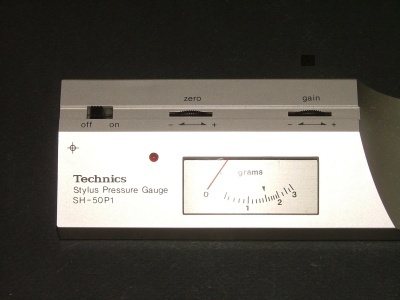 zero
gain
off on
- +
- +
Technics
Stylus Pressure Gauge
SH-50P1
grams
0 1 2 3